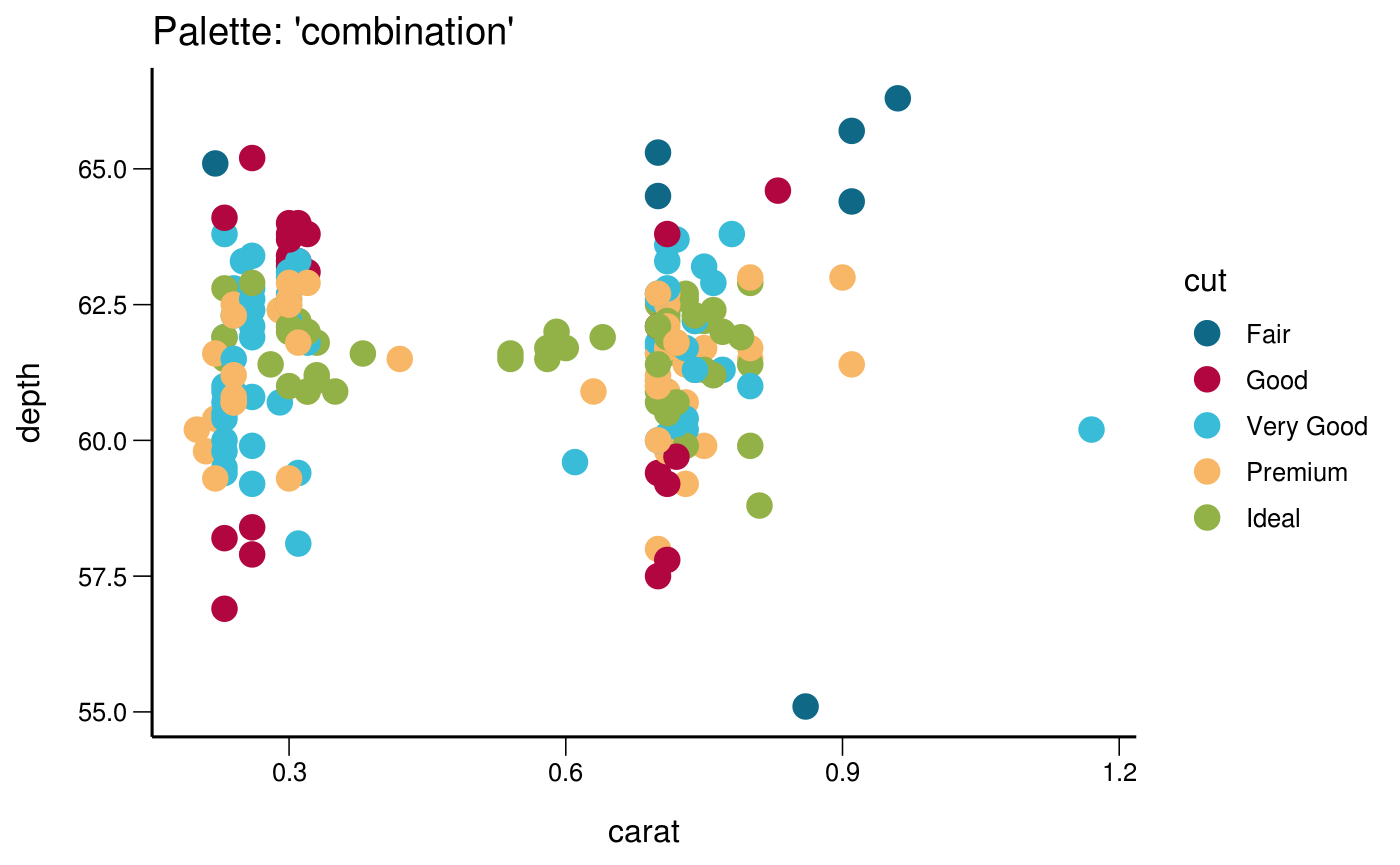 Palette: 'combination'
65.0
62.5
60.0
57.5
55.0
depth
0.3
0.6
0.9
1.2
carat
cut
Fair
Good
Very Good
Premium
Ideal